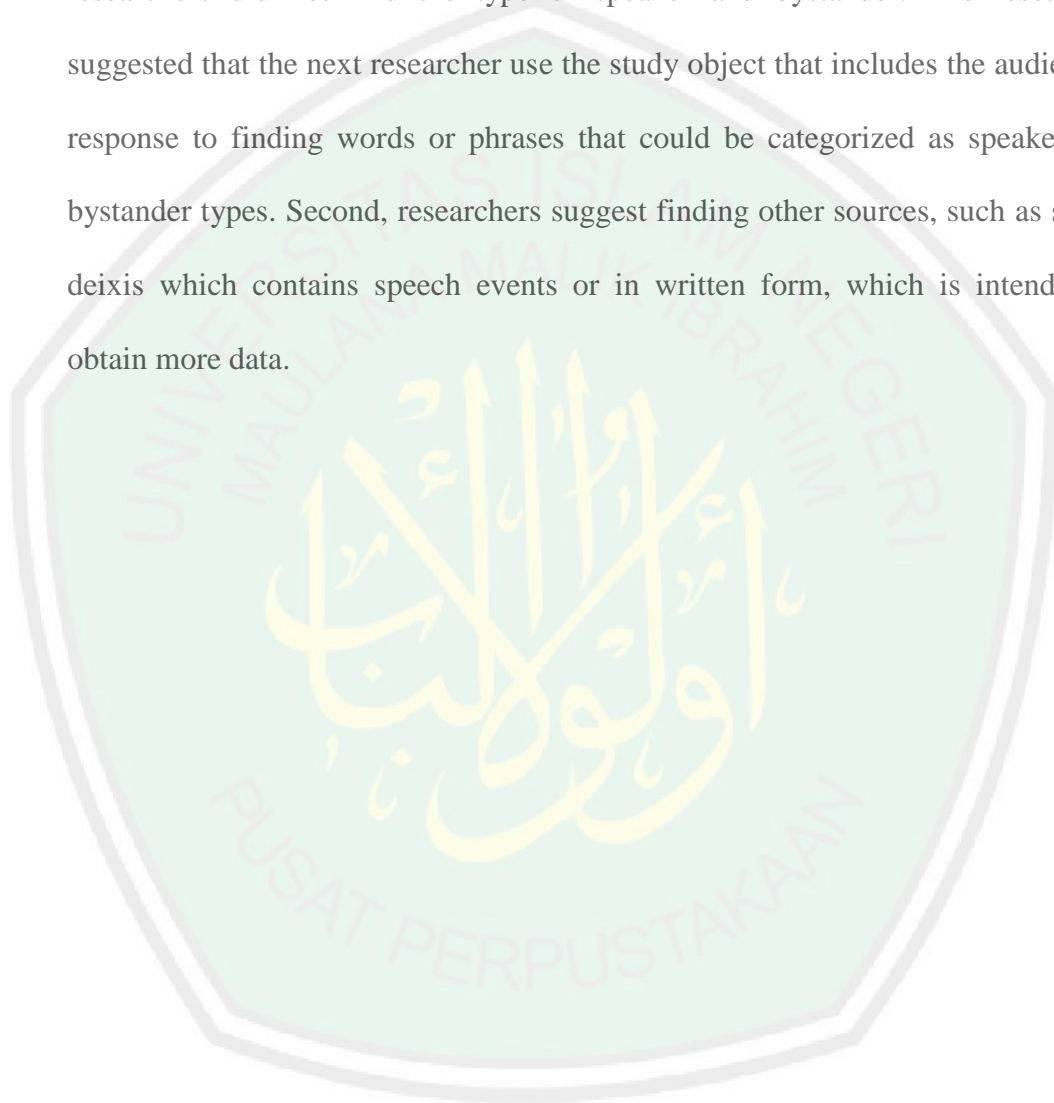 suggested that the next researcher use the study object that includes the
response to finding words or phrases that could be categorized as
bystander types. Second, researchers suggest finding other sources, such as
deixis which contains speech events or in written form, which is
obtain more data.
UNIVERSITAS ISLAM NEGERI
MAULANA MALIK IBRAHIM
أولوا الألباب
PUSAT PERPUSTAKAAN